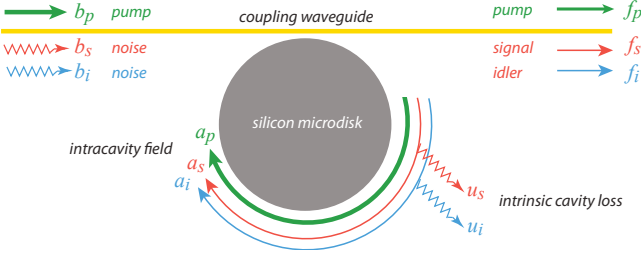 b_p pump
coupling waveguide
pump f_p
b_s noise
signal f_s
b_i noise
idler f_i
silicon microdisk
a_p
intracavity field
a_s
a_i
u_s
intrinsic cavity loss
u_i